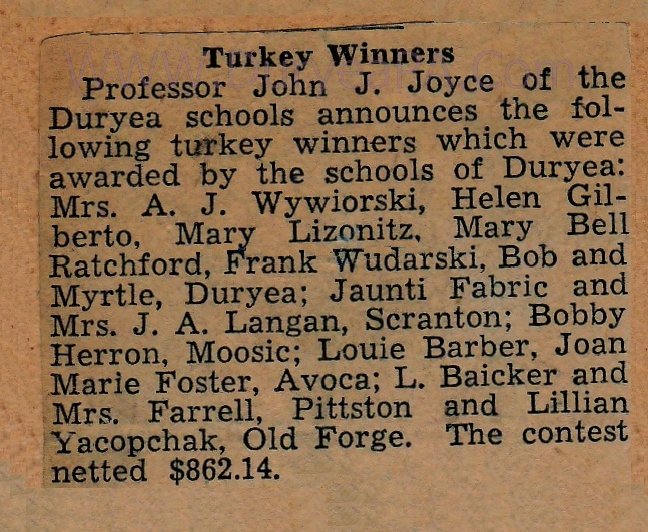 Turkey Winners
Professor John J. Joyce of the
Duryea schools announces the fol-
lowing turkey winners which were
awarded by the schools of Duryea:
Mrs. A. J. Wywiorski, Helen Gil-
berto, Mary Lizonitz, Mary Bell
Ratchford, Frank Wudarski, Bob and
Myrtle, Duryea; Jaunti Fabric and
Mrs. J. A. Langan, Scranton; Bobby
Herron, Moosic; Louie Barber, Joan
Marie Foster, Avoca; L. Baicker and
Mrs. Farrell, Pittston and Lillian
Yacopchak, Old Forge. The contest
netted $862.14.